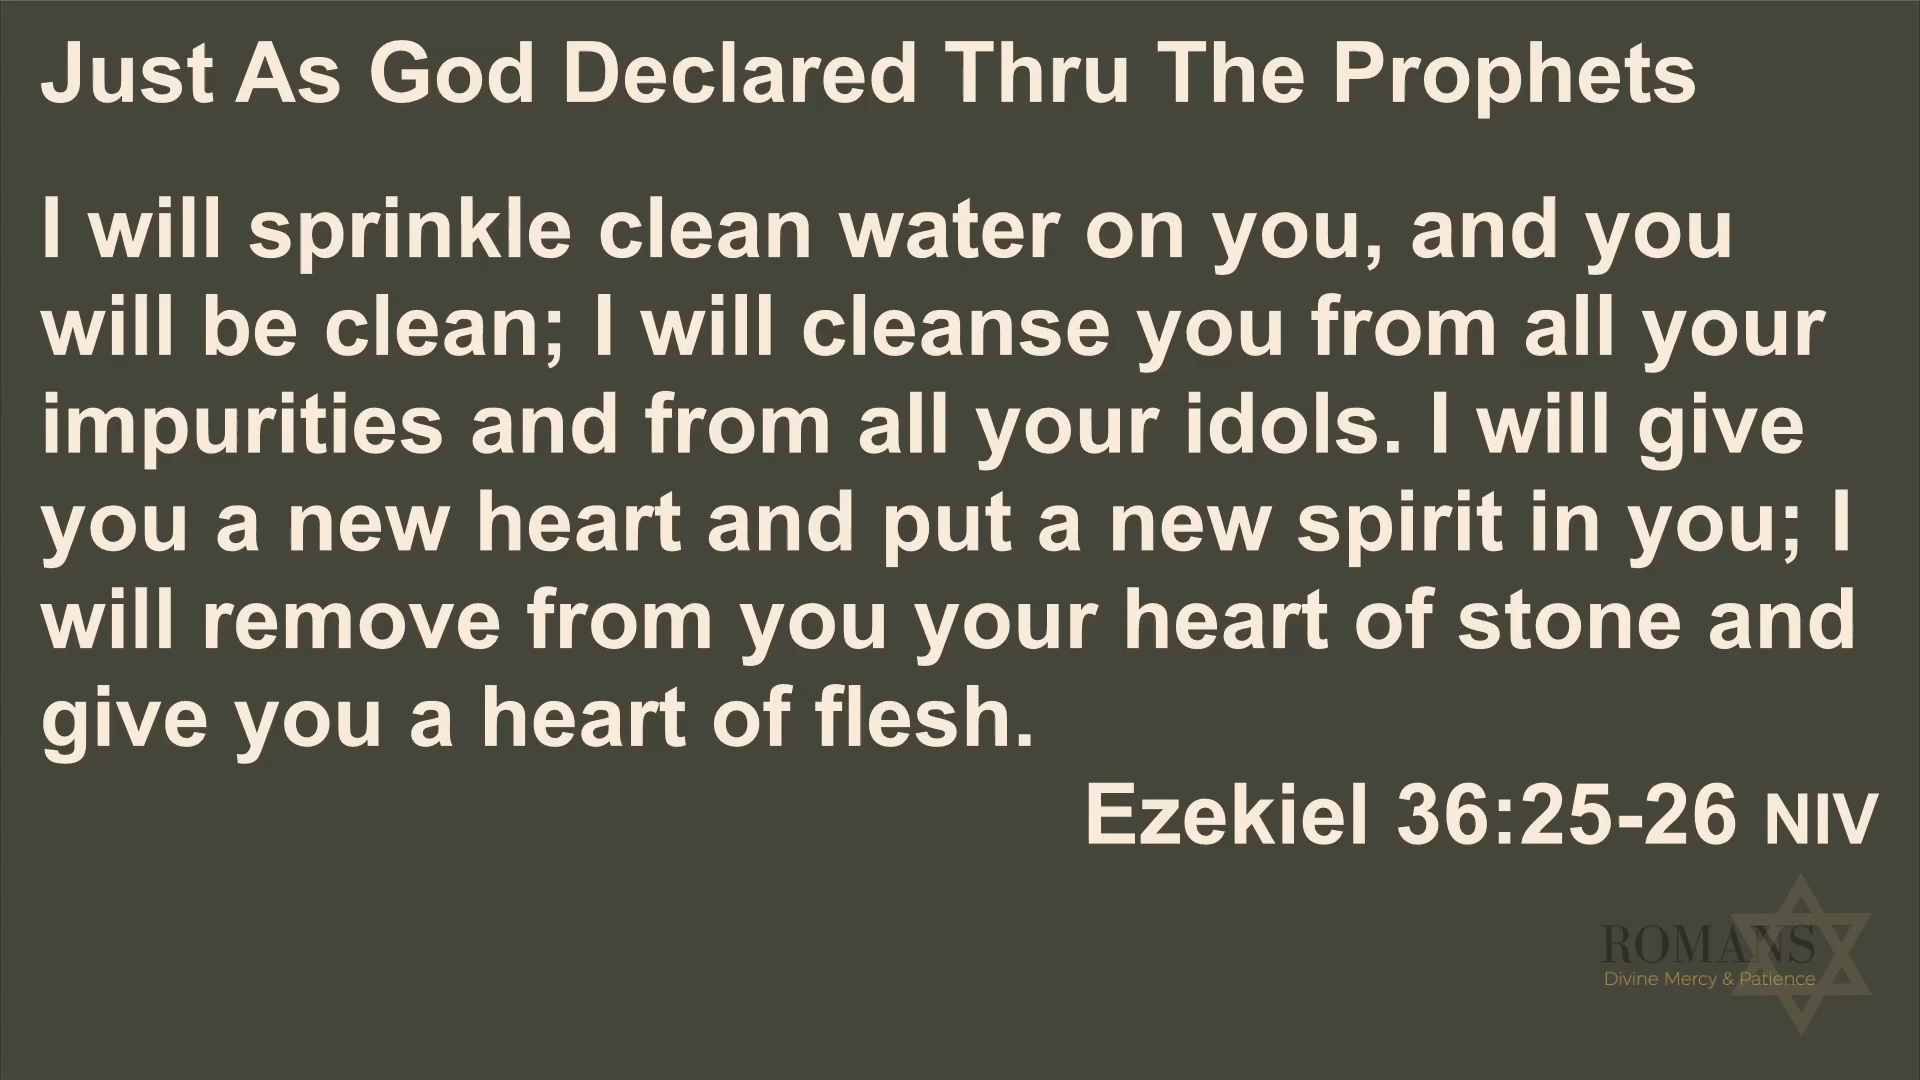 Just As God Declared Thru The Prophets
I will sprinkle clean water on you, and you
will be clean; I will cleanse you from all your
impurities and from all your idols. I will give
you a new heart and put a new spirit in you; I
will remove from you your heart of stone and
give you a heart of flesh.
Ezekiel 36:25-26 NIV
ROMANS
Divine Mercy & Patience